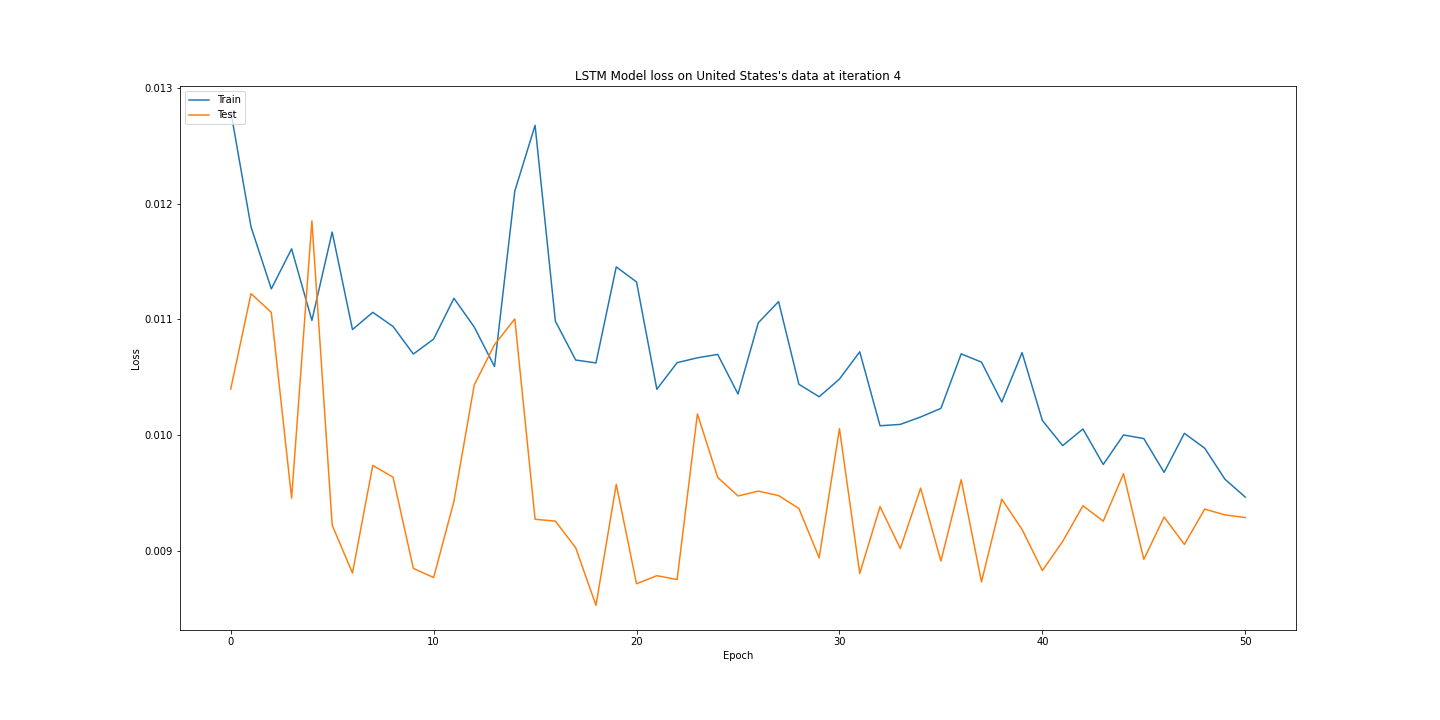 LSTM Model loss on United States's data at iteration 4
Train
Test
0.013
0.012
0.011
0.010
0.009
Loss
0 10 20 30 40 50
Epoch